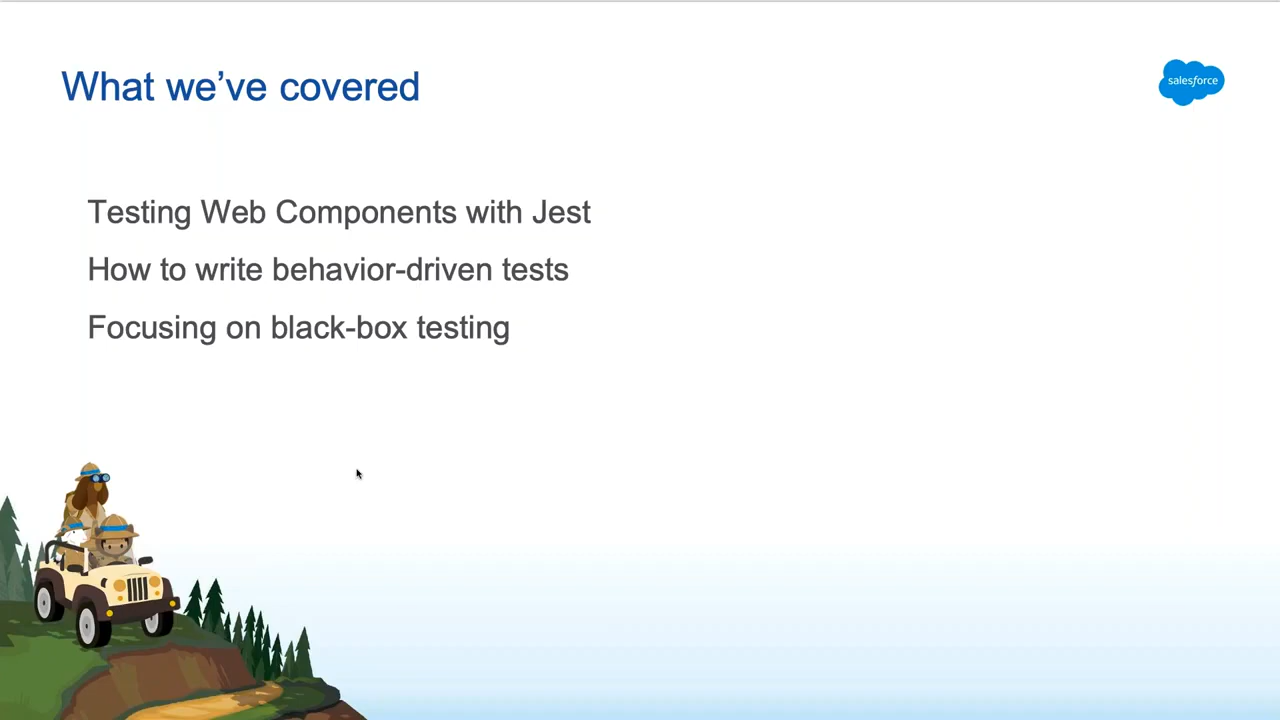 What we’ve covered
salesforce
Testing Web Components with Jest
How to write behavior-driven tests
Focusing on black-box testing